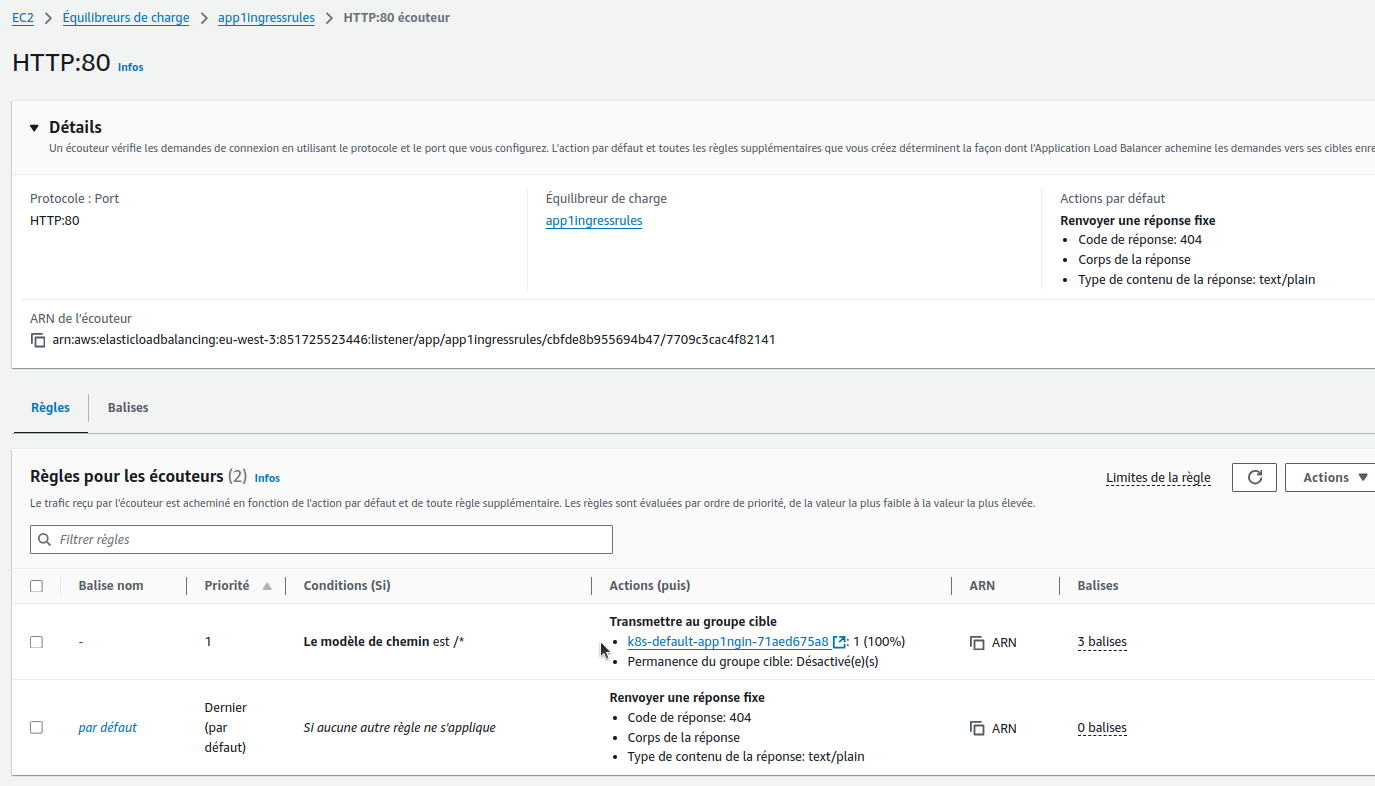 EC2 > Équilibreurs de charge > app1ingressrules > HTTP:80 écouteur
HTTP:80 Infos
Détails
Un écouteur vérifie les demandes de connexion en utilisant le protocole et le port que vous configurez. L'action par défaut et toutes les règles supplémentaires que vous créez déterminent la façon dont l'Application Load Balancer achemine les demandes vers ses cibles
Protocole : Port
HTTP:80
Équilibreur de charge
app1ingressrules
Actions par défaut
Renvoyer une réponse fixe
• Code de réponse: 404
• Corps de la réponse
• Type de contenu de la réponse: text/plain
ARN de l'écouteur
arn:aws:elasticloadbalancing:eu-west-3:851725523446:listener/app/app1ingressrules/cbfde8b955694b47/7709c3cac4f82141
Règles Balises
Règles pour les écouteurs (2) Infos
Limites de la règle
Actions
Le trafic reçu par l'écouteur est acheminé en fonction de l'action par défaut et de toute règle supplémentaire. Les règles sont évaluées par ordre de priorité, de la valeur la plus faible à la valeur la plus élevée.
Filtrer règles
Balise nom Priorité Conditions (Si) Actions (puis) ARN Balises
-
1
Le modèle de chemin est /*
Transmettre au groupe cible
• k8s-default-app1ngin-71aed675a8 : 1 (100%)
• Permanence du groupe cible: Désactivé(e)(s)
ARN
3 balises
par défaut
Dernier
(par
défaut)
Si aucune autre règle ne s'applique
Renvoyer une réponse fixe
• Code de réponse: 404
• Corps de la réponse
• Type de contenu de la réponse: text/plain
ARN
0 balises